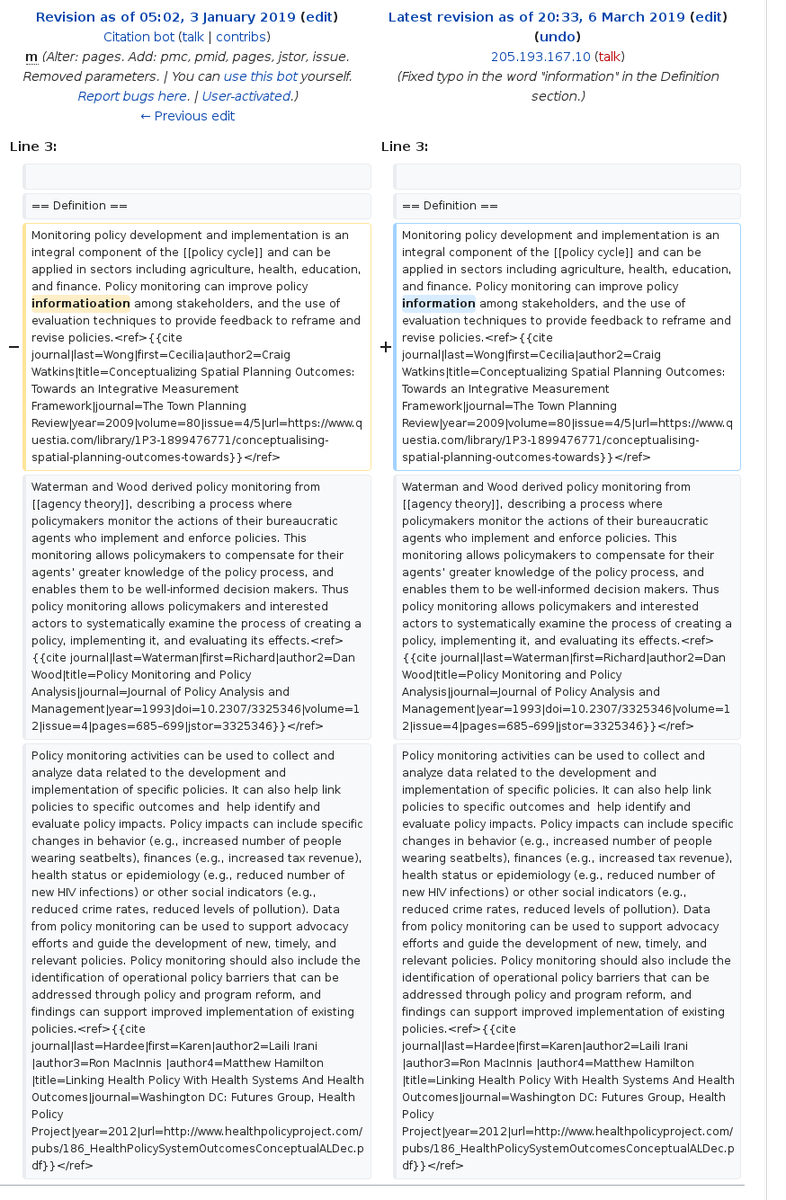 Revision as of 05:02, 3 January 2019 (edit)
Citation bot (talk | contribs)
m (Alter: pages. Add: pmc, pmid, pages, jstor, issue.
Removed parameters. | You can use this bot yourself.
Report bugs here. | User-activated.)
← Previous edit
Latest revision as of 20:33, 6 March 2019 (edit)
(undo)
205.193.167.10 (talk)
(Fixed typo in the word "information" in the Definition
section.)
Line 3:
Line 3:
== Definition ==
== Definition ==
−
Monitoring policy development and implementation is an
integral component of the [[policy cycle]] and can be
applied in sectors including agriculture, health, education,
and finance. Policy monitoring can improve policy
informatioation among stakeholders, and the use of
evaluation techniques to provide feedback to reframe and
revise policies.<ref>{{cite
journal|last=Wong|first=Cecilia|author2=Craig
Watkins|title=Conceptualizing Spatial Planning Outcomes:
Towards an Integrative Measurement
Framework|journal=The Town Planning
Review|year=2009|volume=80|issue=4/5|url=https://www.q
uestia.com/library/1P3-1899476771/conceptualising-
spatial-planning-outcomes-towards}}</ref>
+
Monitoring policy development and implementation is an
integral component of the [[policy cycle]] and can be
applied in sectors including agriculture, health, education,
and finance. Policy monitoring can improve policy
information among stakeholders, and the use of
evaluation techniques to provide feedback to reframe and
revise policies.<ref>{{cite
journal|last=Wong|first=Cecilia|author2=Craig
Watkins|title=Conceptualizing Spatial Planning Outcomes:
Towards an Integrative Measurement
Framework|journal=The Town Planning
Review|year=2009|volume=80|issue=4/5|url=https://www.q
uestia.com/library/1P3-1899476771/conceptualising-
spatial-planning-outcomes-towards}}</ref>
Waterman and Wood derived policy monitoring from
[[agency theory]], describing a process where
policymakers monitor the actions of their bureaucratic
agents who implement and enforce policies. This
monitoring allows policymakers to compensate for their
agents' greater knowledge of the policy process, and
enables them to be well-informed decision makers. Thus
policy monitoring allows policymakers and interested
actors to systematically examine the process of creating a
policy, implementing it, and evaluating its effects.<ref>
{{cite journal|last=Waterman|first=Richard|author2=Dan
Wood|title=Policy Monitoring and Policy
Analysis|journal=Journal of Policy Analysis and
Management|year=1993|doi=10.2307/3325346|volume=1
2|issue=4|pages=685–699|jstor=3325346}}</ref>
Waterman and Wood derived policy monitoring from
[[agency theory]], describing a process where
policymakers monitor the actions of their bureaucratic
agents who implement and enforce policies. This
monitoring allows policymakers to compensate for their
agents' greater knowledge of the policy process, and
enables them to be well-informed decision makers. Thus
policy monitoring allows policymakers and interested
actors to systematically examine the process of creating a
policy, implementing it, and evaluating its effects.<ref>
{{cite journal|last=Waterman|first=Richard|author2=Dan
Wood|title=Policy Monitoring and Policy
Analysis|journal=Journal of Policy Analysis and
Management|year=1993|doi=10.2307/3325346|volume=1
2|issue=4|pages=685–699|jstor=3325346}}</ref>
Policy monitoring activities can be used to collect and
analyze data related to the development and
implementation of specific policies. It can also help link
policies to specific outcomes and  help identify and
evaluate policy impacts. Policy impacts can include specific
changes in behavior (e.g., increased number of people
wearing seatbelts), finances (e.g., increased tax revenue),
health status or epidemiology (e.g., reduced number of
new HIV infections) or other social indicators (e.g.,
reduced crime rates, reduced levels of pollution). Data
from policy monitoring can be used to support advocacy
efforts and guide the development of new, timely, and
relevant policies. Policy monitoring should also include the
identification of operational policy barriers that can be
addressed through policy and program reform, and
findings can support improved implementation of existing
policies.<ref>{{cite
journal|last=Hardee|first=Karen|author2=Laili Irani
|author3=Ron MacInnis |author4=Matthew Hamilton
|title=Linking Health Policy With Health Systems And Health
Outcomes|journal=Washington DC: Futures Group, Health
Policy
Project|year=2012|url=http://www.healthpolicyproject.com/
pubs/186_HealthPolicySystemOutcomesConceptualALDec.p
df}}</ref>
Policy monitoring activities can be used to collect and
analyze data related to the development and
implementation of specific policies. It can also help link
policies to specific outcomes and  help identify and
evaluate policy impacts. Policy impacts can include specific
changes in behavior (e.g., increased number of people
wearing seatbelts), finances (e.g., increased tax revenue),
health status or epidemiology (e.g., reduced number of
new HIV infections) or other social indicators (e.g.,
reduced crime rates, reduced levels of pollution). Data
from policy monitoring can be used to support advocacy
efforts and guide the development of new, timely, and
relevant policies. Policy monitoring should also include the
identification of operational policy barriers that can be
addressed through policy and program reform, and
findings can support improved implementation of existing
policies.<ref>{{cite
journal|last=Hardee|first=Karen|author2=Laili Irani
|author3=Ron MacInnis |author4=Matthew Hamilton
|title=Linking Health Policy With Health Systems And Health
Outcomes|journal=Washington DC: Futures Group, Health
Policy
Project|year=2012|url=http://www.healthpolicyproject.com/
pubs/186_HealthPolicySystemOutcomesConceptualALDec.p
df}}</ref>